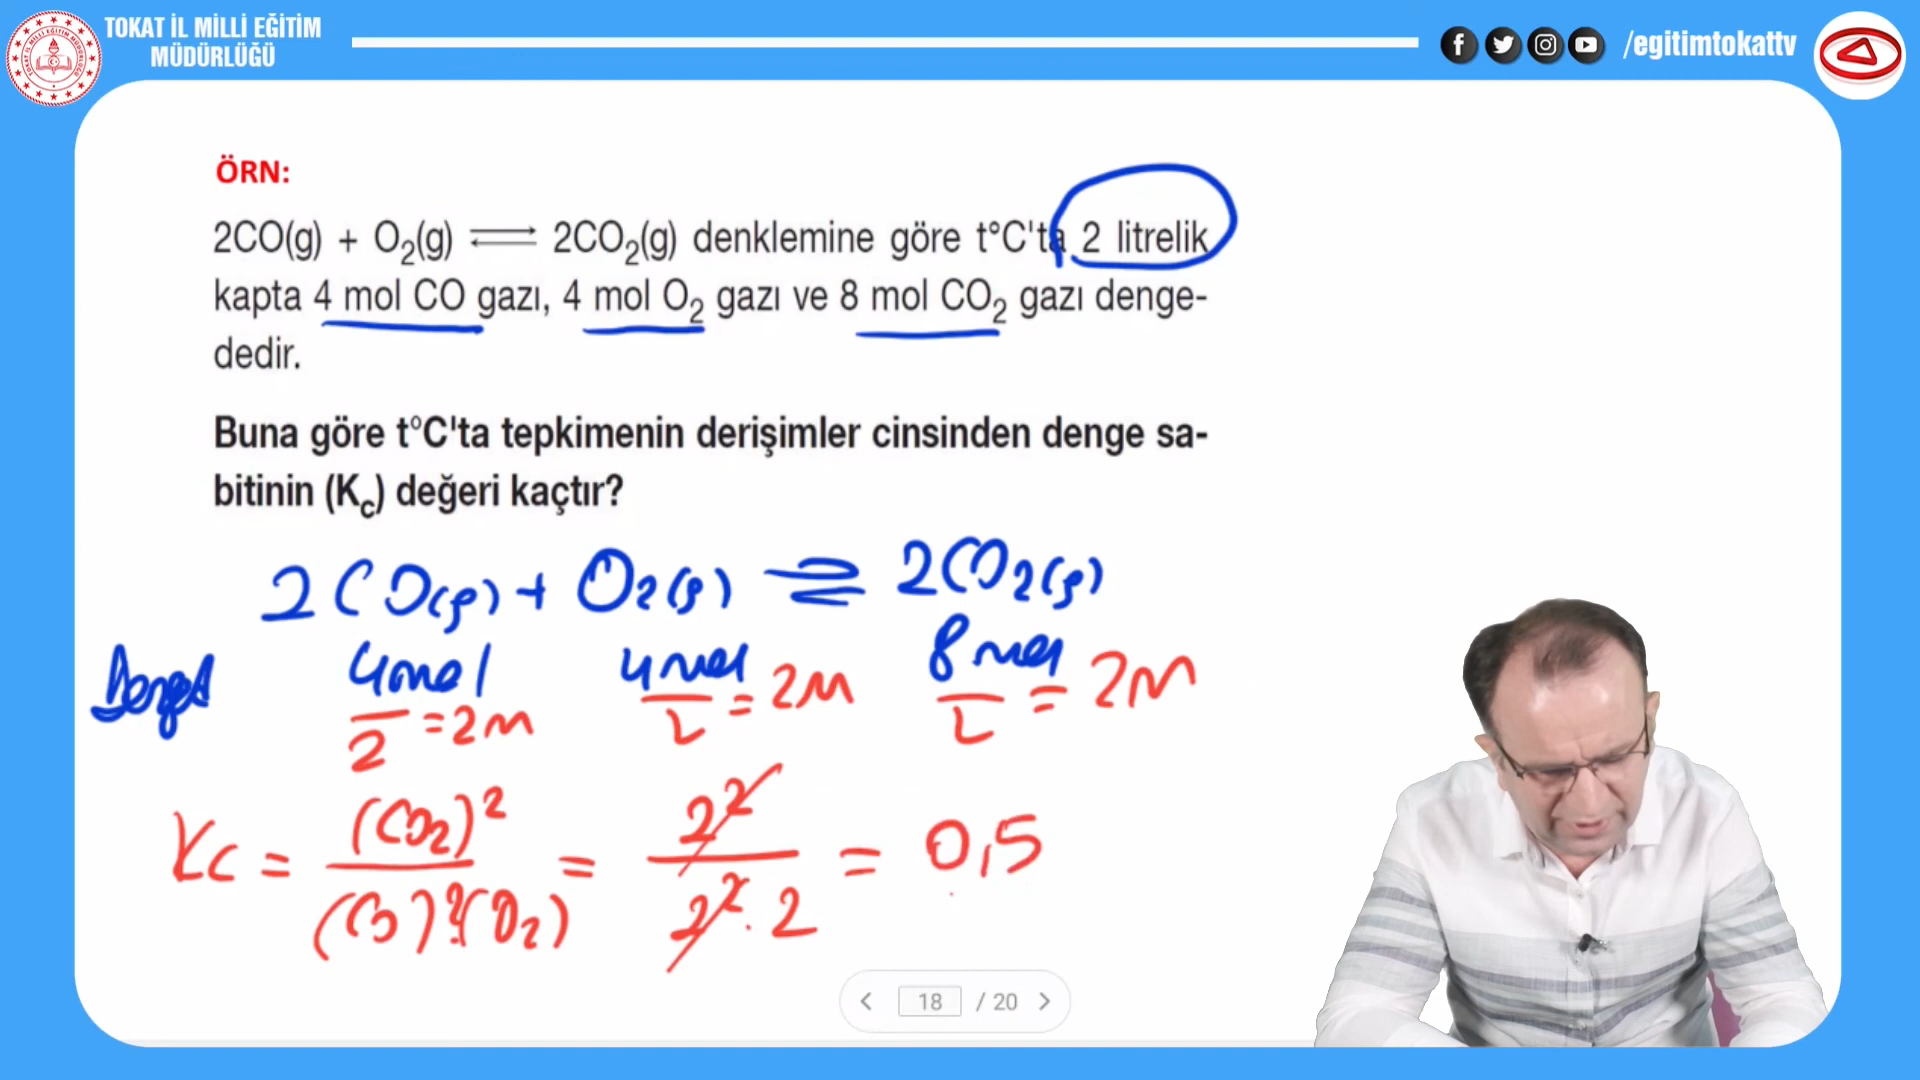 TOKAT İL MİLLİ EĞİTİM
MÜDÜRLÜĞÜ
/egitimtokattv
ÖRN:
2CO(g) + O₂(g) ⇌ 2CO₂(g) denklemine göre t°C'ta 2 litrelik
kapta 4 mol CO gazı, 4 mol O₂ gazı ve 8 mol CO₂ gazı denge-
dedir.
Buna göre t°C'ta tepkimenin derişimler cinsinden denge sa-
bitinin (Kc) değeri kaçtır?
2CO(g) + O₂(g) ⇌ 2CO₂(g)
4mol 4mol 8mol
/2 = 2M /L = 2M /L = 2M
Kc = (CO₂)² / (CO)².(O₂) = 2² / 2².2 = 0,5
18 / 20